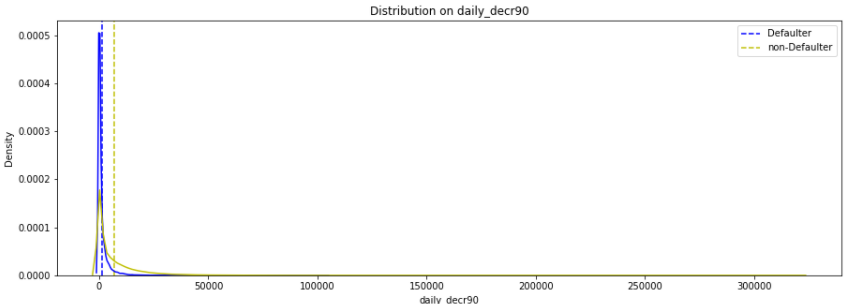 Distribution on daily_decr90
Defaulter
non-Defaulter
0.0005
0.0004
0.0003
0.0002
0.0001
0.0000
Density
0 50000 100000 150000 200000 250000 300000
daily_decr90